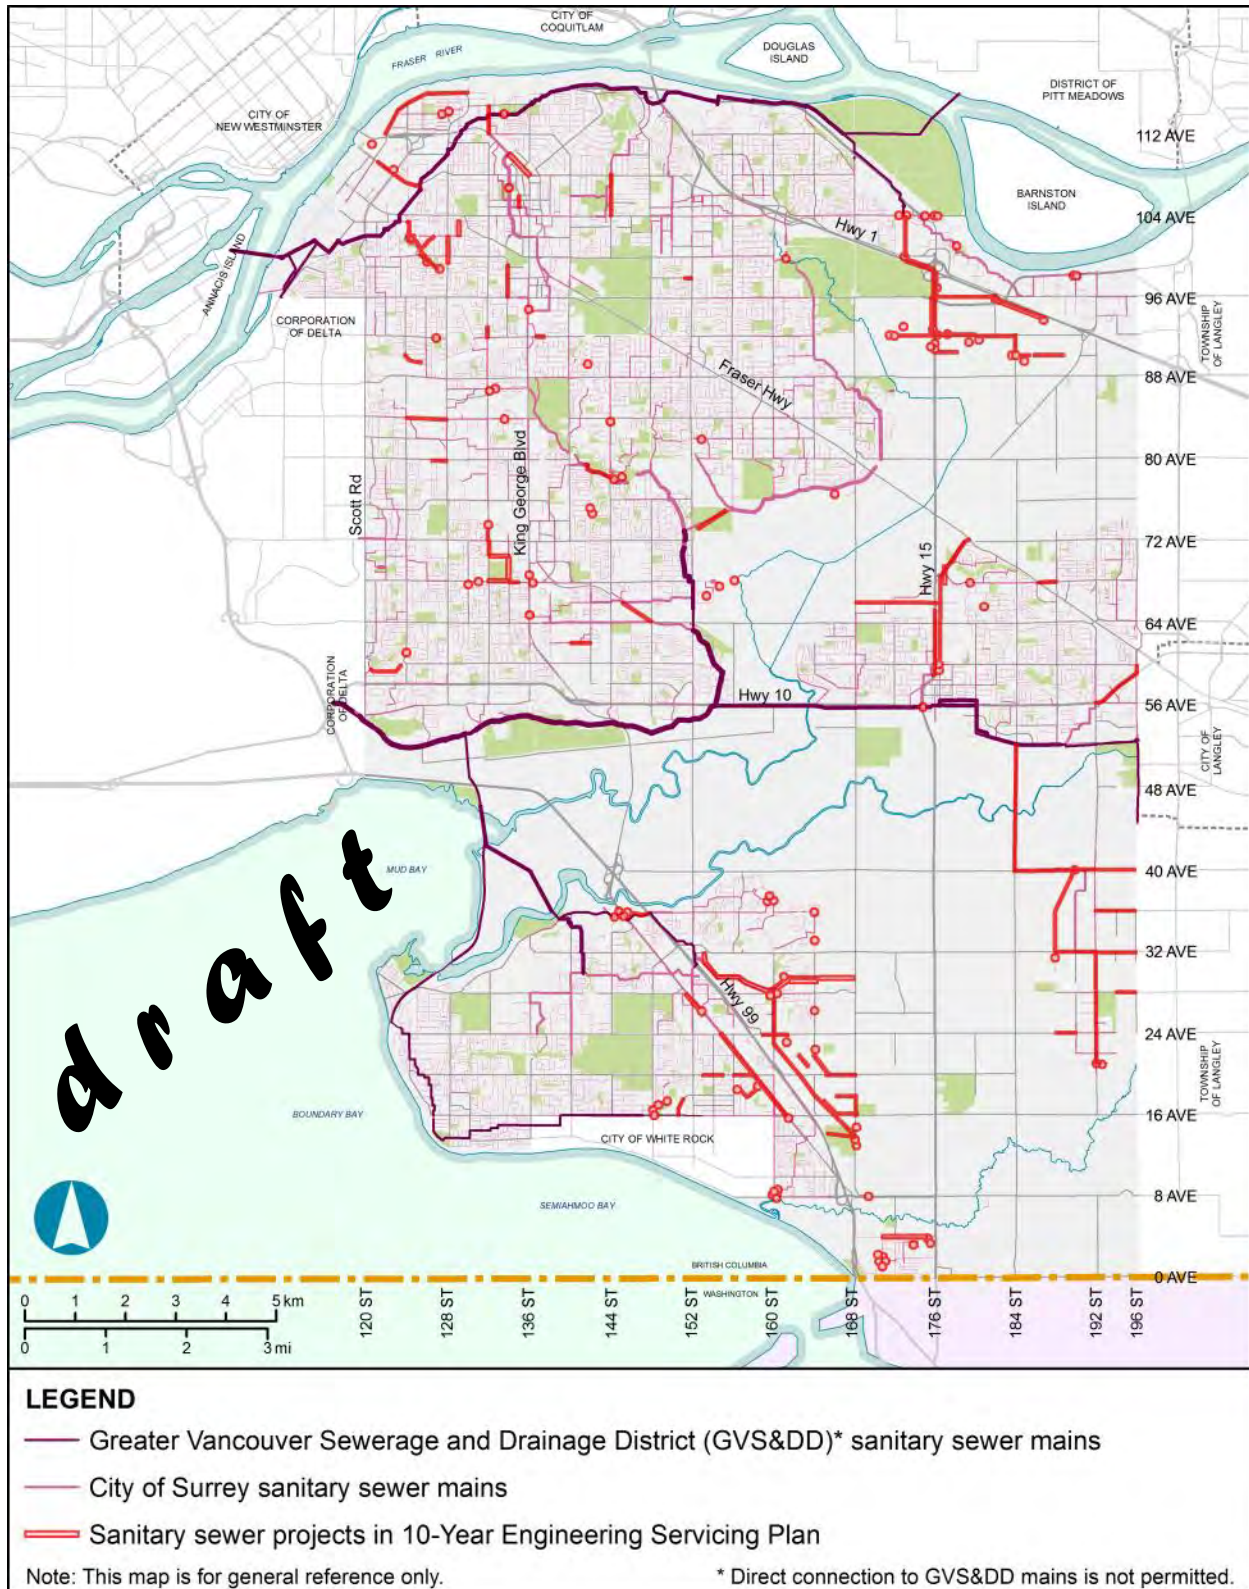 CITY OF
COQUITLAM
FRASER RIVER
DOUGLAS
ISLAND
DISTRICT OF
PITT MEADOWS
CITY OF
NEW WESTMINSTER
112 AVE
BARNSTON
ISLAND
104 AVE
Hwy 1
ANNACIS ISLAND
96 AVE
CORPORATION
OF DELTA
TOWNSHIP
OF LANGLEY
Fraser Hwy
88 AVE
King George Blvd
80 AVE
Scott Rd
72 AVE
Hwy 15
64 AVE
CORPORATION
OF DELTA
Hwy 10
56 AVE
CITY OF
LANGLEY
48 AVE
draft
MUD BAY
40 AVE
32 AVE
Hwy 99
24 AVE
TOWNSHIP
OF LANGLEY
BOUNDARY BAY
16 AVE
CITY OF WHITE ROCK
8 AVE
SEMIAHMOO BAY
BRITISH COLUMBIA
0 AVE
WASHINGTON
0 1 2 3 4 5 km
0 1 2 3 mi
120 ST
128 ST
136 ST
144 ST
152 ST
160 ST
168 ST
176 ST
184 ST
192 ST
196 ST
LEGEND
Greater Vancouver Sewerage and Drainage District (GVS&DD)* sanitary sewer mains
City of Surrey sanitary sewer mains
Sanitary sewer projects in 10-Year Engineering Servicing Plan
Note: This map is for general reference only. * Direct connection to GVS&DD mains is not permitted.